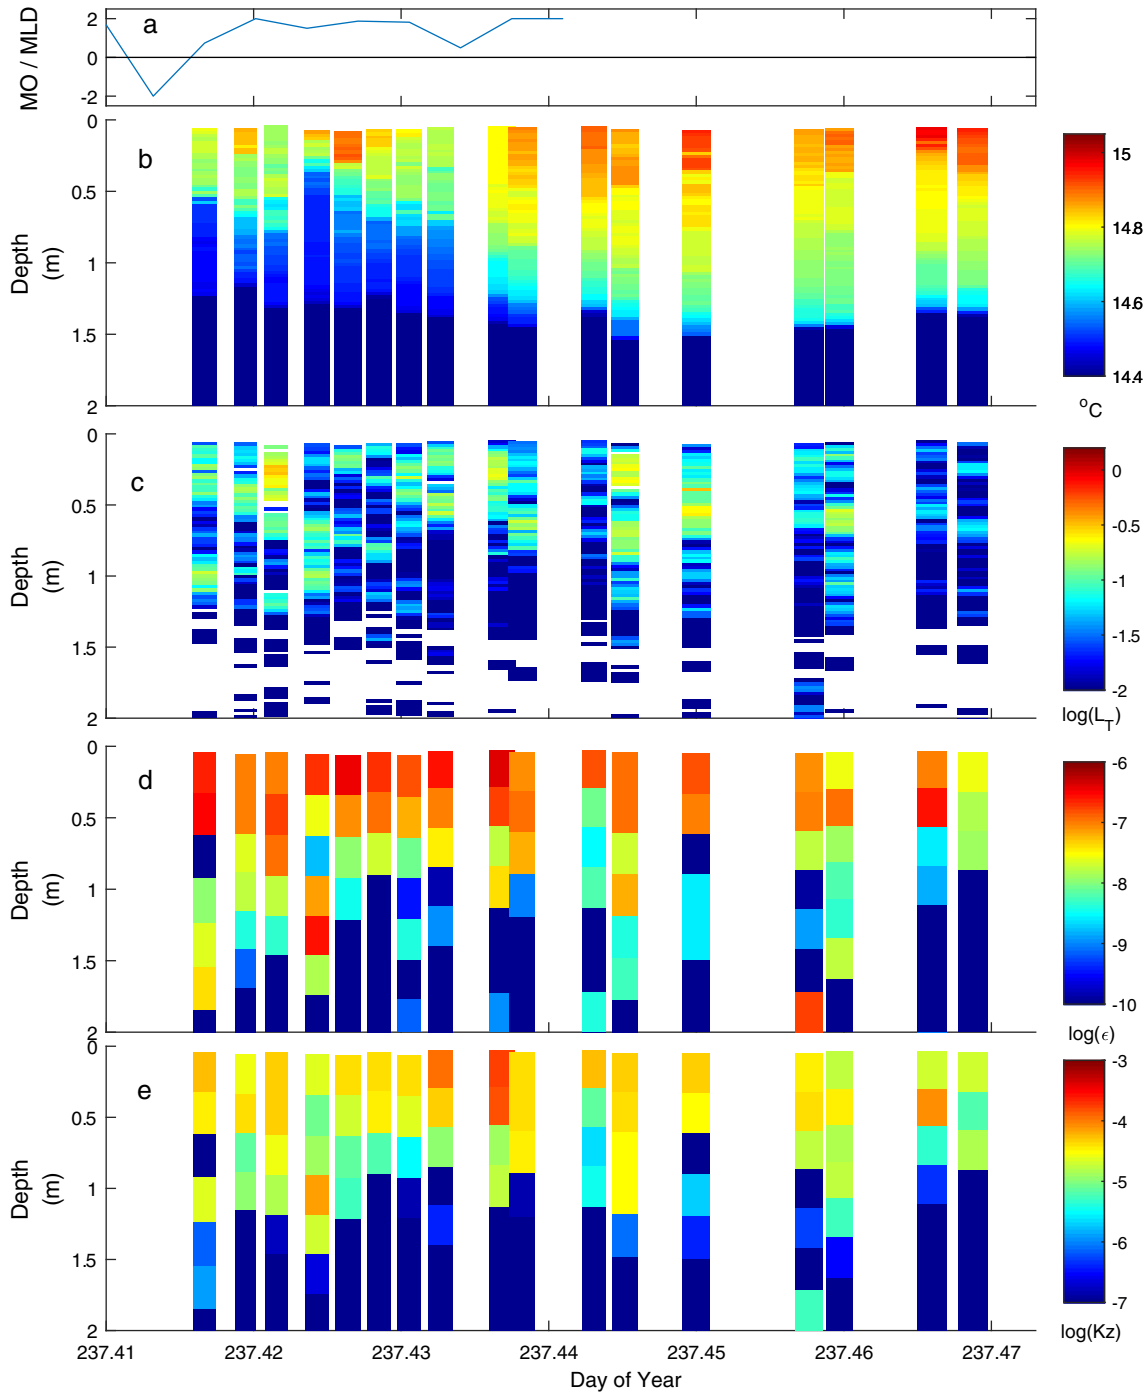 a
MO / MLD
2
0
-2
b
Depth
(m)
0
0.5
1
1.5
2
15
14.8
14.6
14.4
°C
c
Depth
(m)
0
0.5
1
1.5
2
0
-0.5
-1
-1.5
-2
log(L_T)
d
Depth
(m)
0
0.5
1
1.5
2
-6
-7
-8
-9
-10
log(ϵ)
e
Depth
(m)
0
0.5
1
1.5
2
-3
-4
-5
-6
-7
log(Kz)
237.41 237.42 237.43 237.44 237.45 237.46 237.47
Day of Year